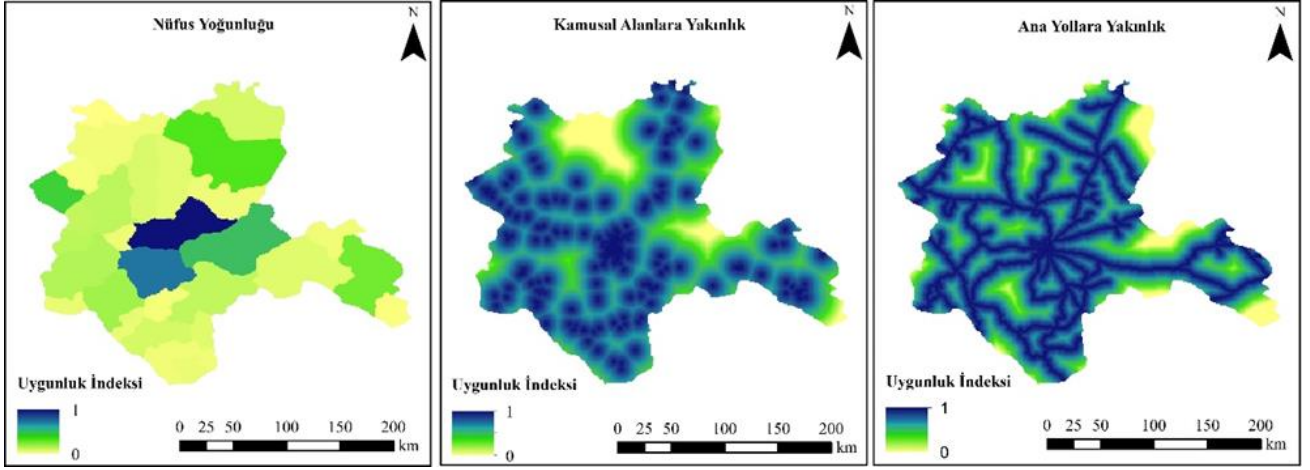 N
Nüfus Yoğunluğu
Uygunluk İndeksi
1
0
0 25 50 100 150 200
km
N
Kamusal Alanlara Yakınlık
Uygunluk İndeksi
1
0
0 25 50 100 150 200
km
N
Ana Yollara Yakınlık
Uygunluk İndeksi
1
0
0 25 50 100 150 200
km